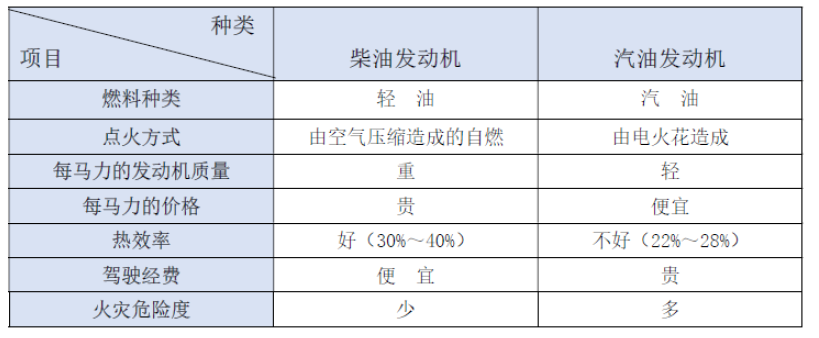 种类
项目 柴油发动机 汽油发动机
燃料种类 轻 油 汽 油
点火方式 由空气压缩造成的自燃 由电火花造成
每马力的发动机质量 重 轻
每马力的价格 贵 便宜
热效率 好（30%～40%） 不好（22%～28%）
驾驶经费 便 宜 贵
火灾危险度 少 多